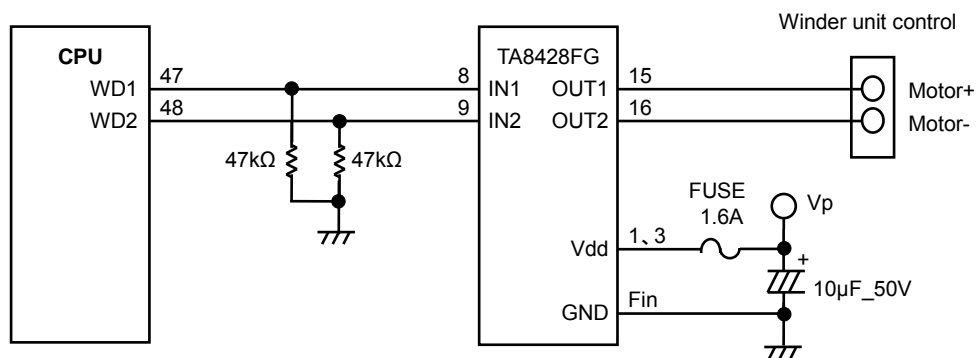 Winder unit control
CPU
TA8428FG
WD1 47 8 IN1 OUT1 15 Motor+
WD2 48 9 IN2 OUT2 16 Motor-
47kΩ 47kΩ
FUSE
1.6A
Vp
Vdd 1、3
+
10μF_50V
GND Fin